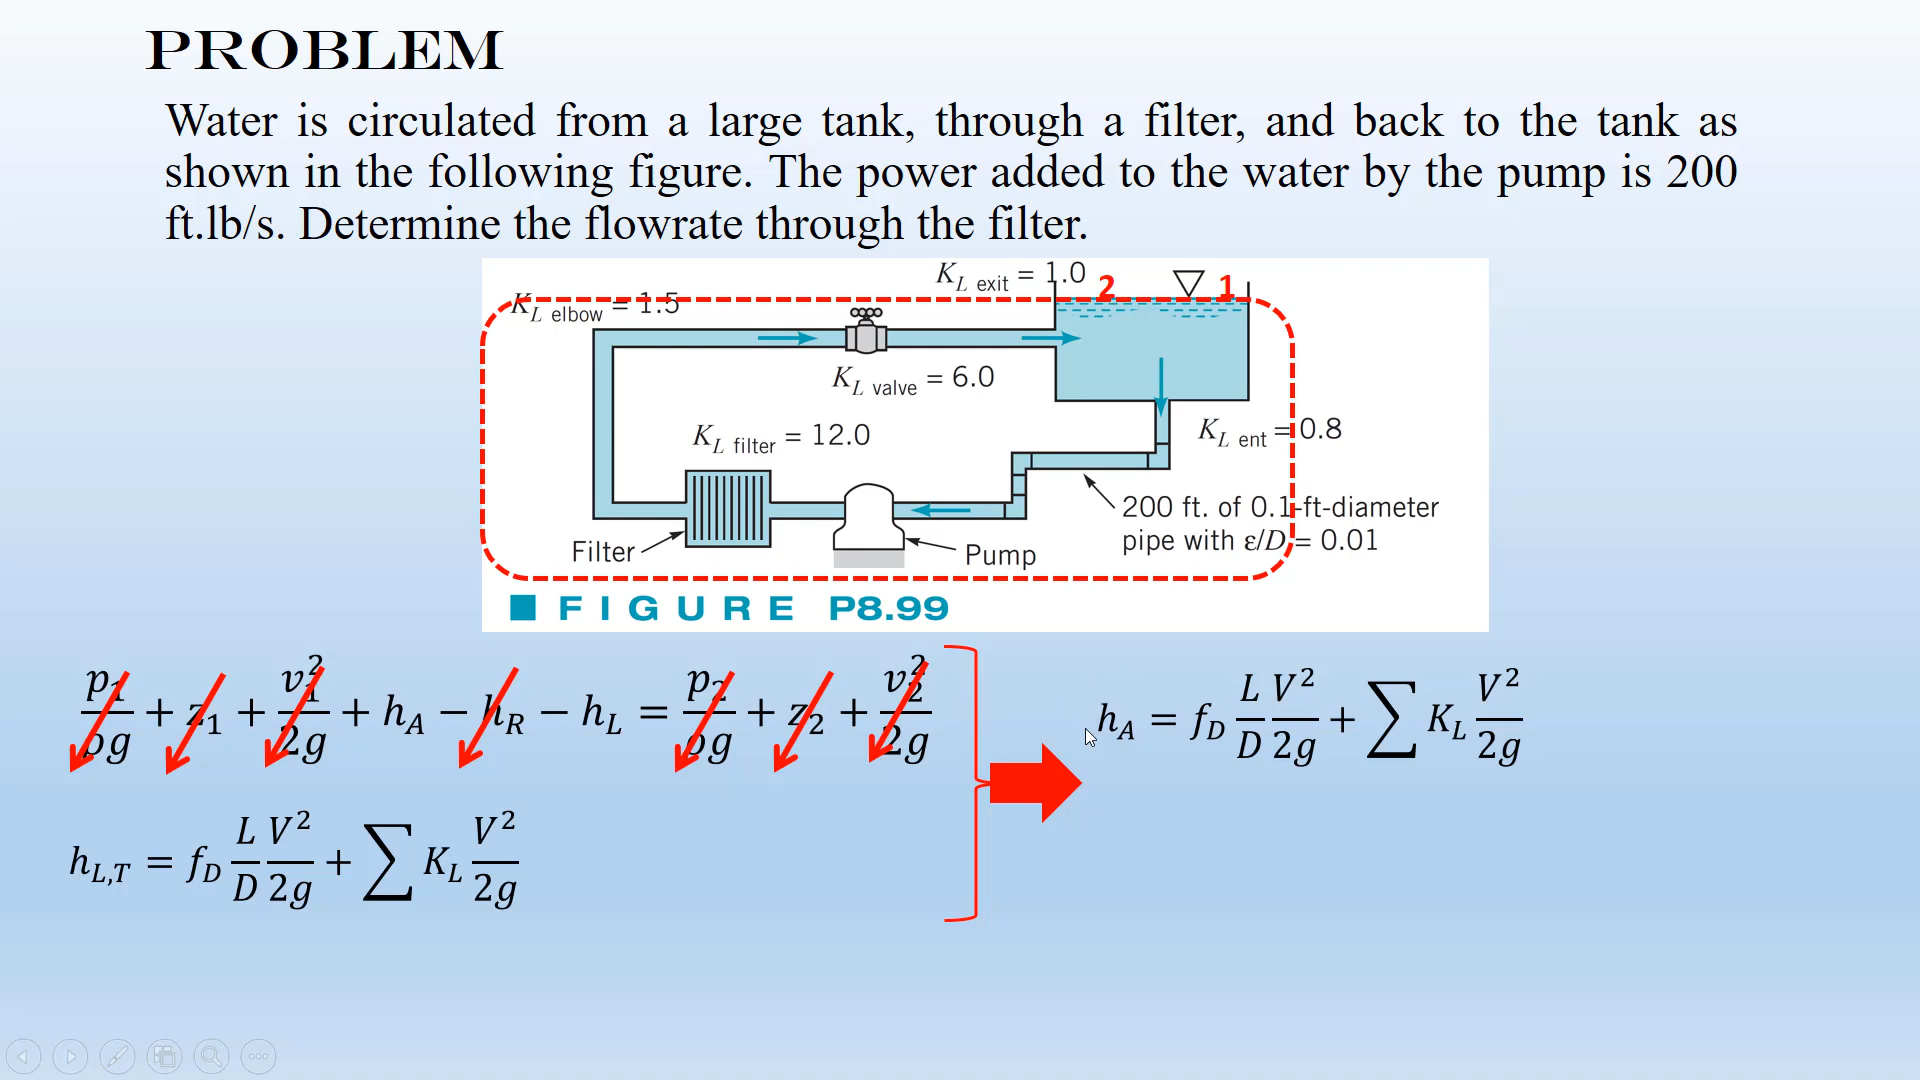 PROBLEM
Water is circulated from a large tank, through a filter, and back to the tank as
shown in the following figure. The power added to the water by the pump is 200
ft.lb/s. Determine the flowrate through the filter.
K_L exit = 1.0
2
1
K_L elbow = 1.5
K_L valve = 6.0
K_L ent = 0.8
K_L filter = 12.0
200 ft. of 0.1-ft-diameter
pipe with ε/D = 0.01
Filter
Pump
FIGURE P8.99
p₁/ρg + z₁ + v₁²/2g + h_A − h_R − h_L = p₂/ρg + z₂ + v₂²/2g
h_A = f_D L/D V²/2g + ∑ K_L V²/2g
h_{L,T} = f_D L/D V²/2g + ∑ K_L V²/2g